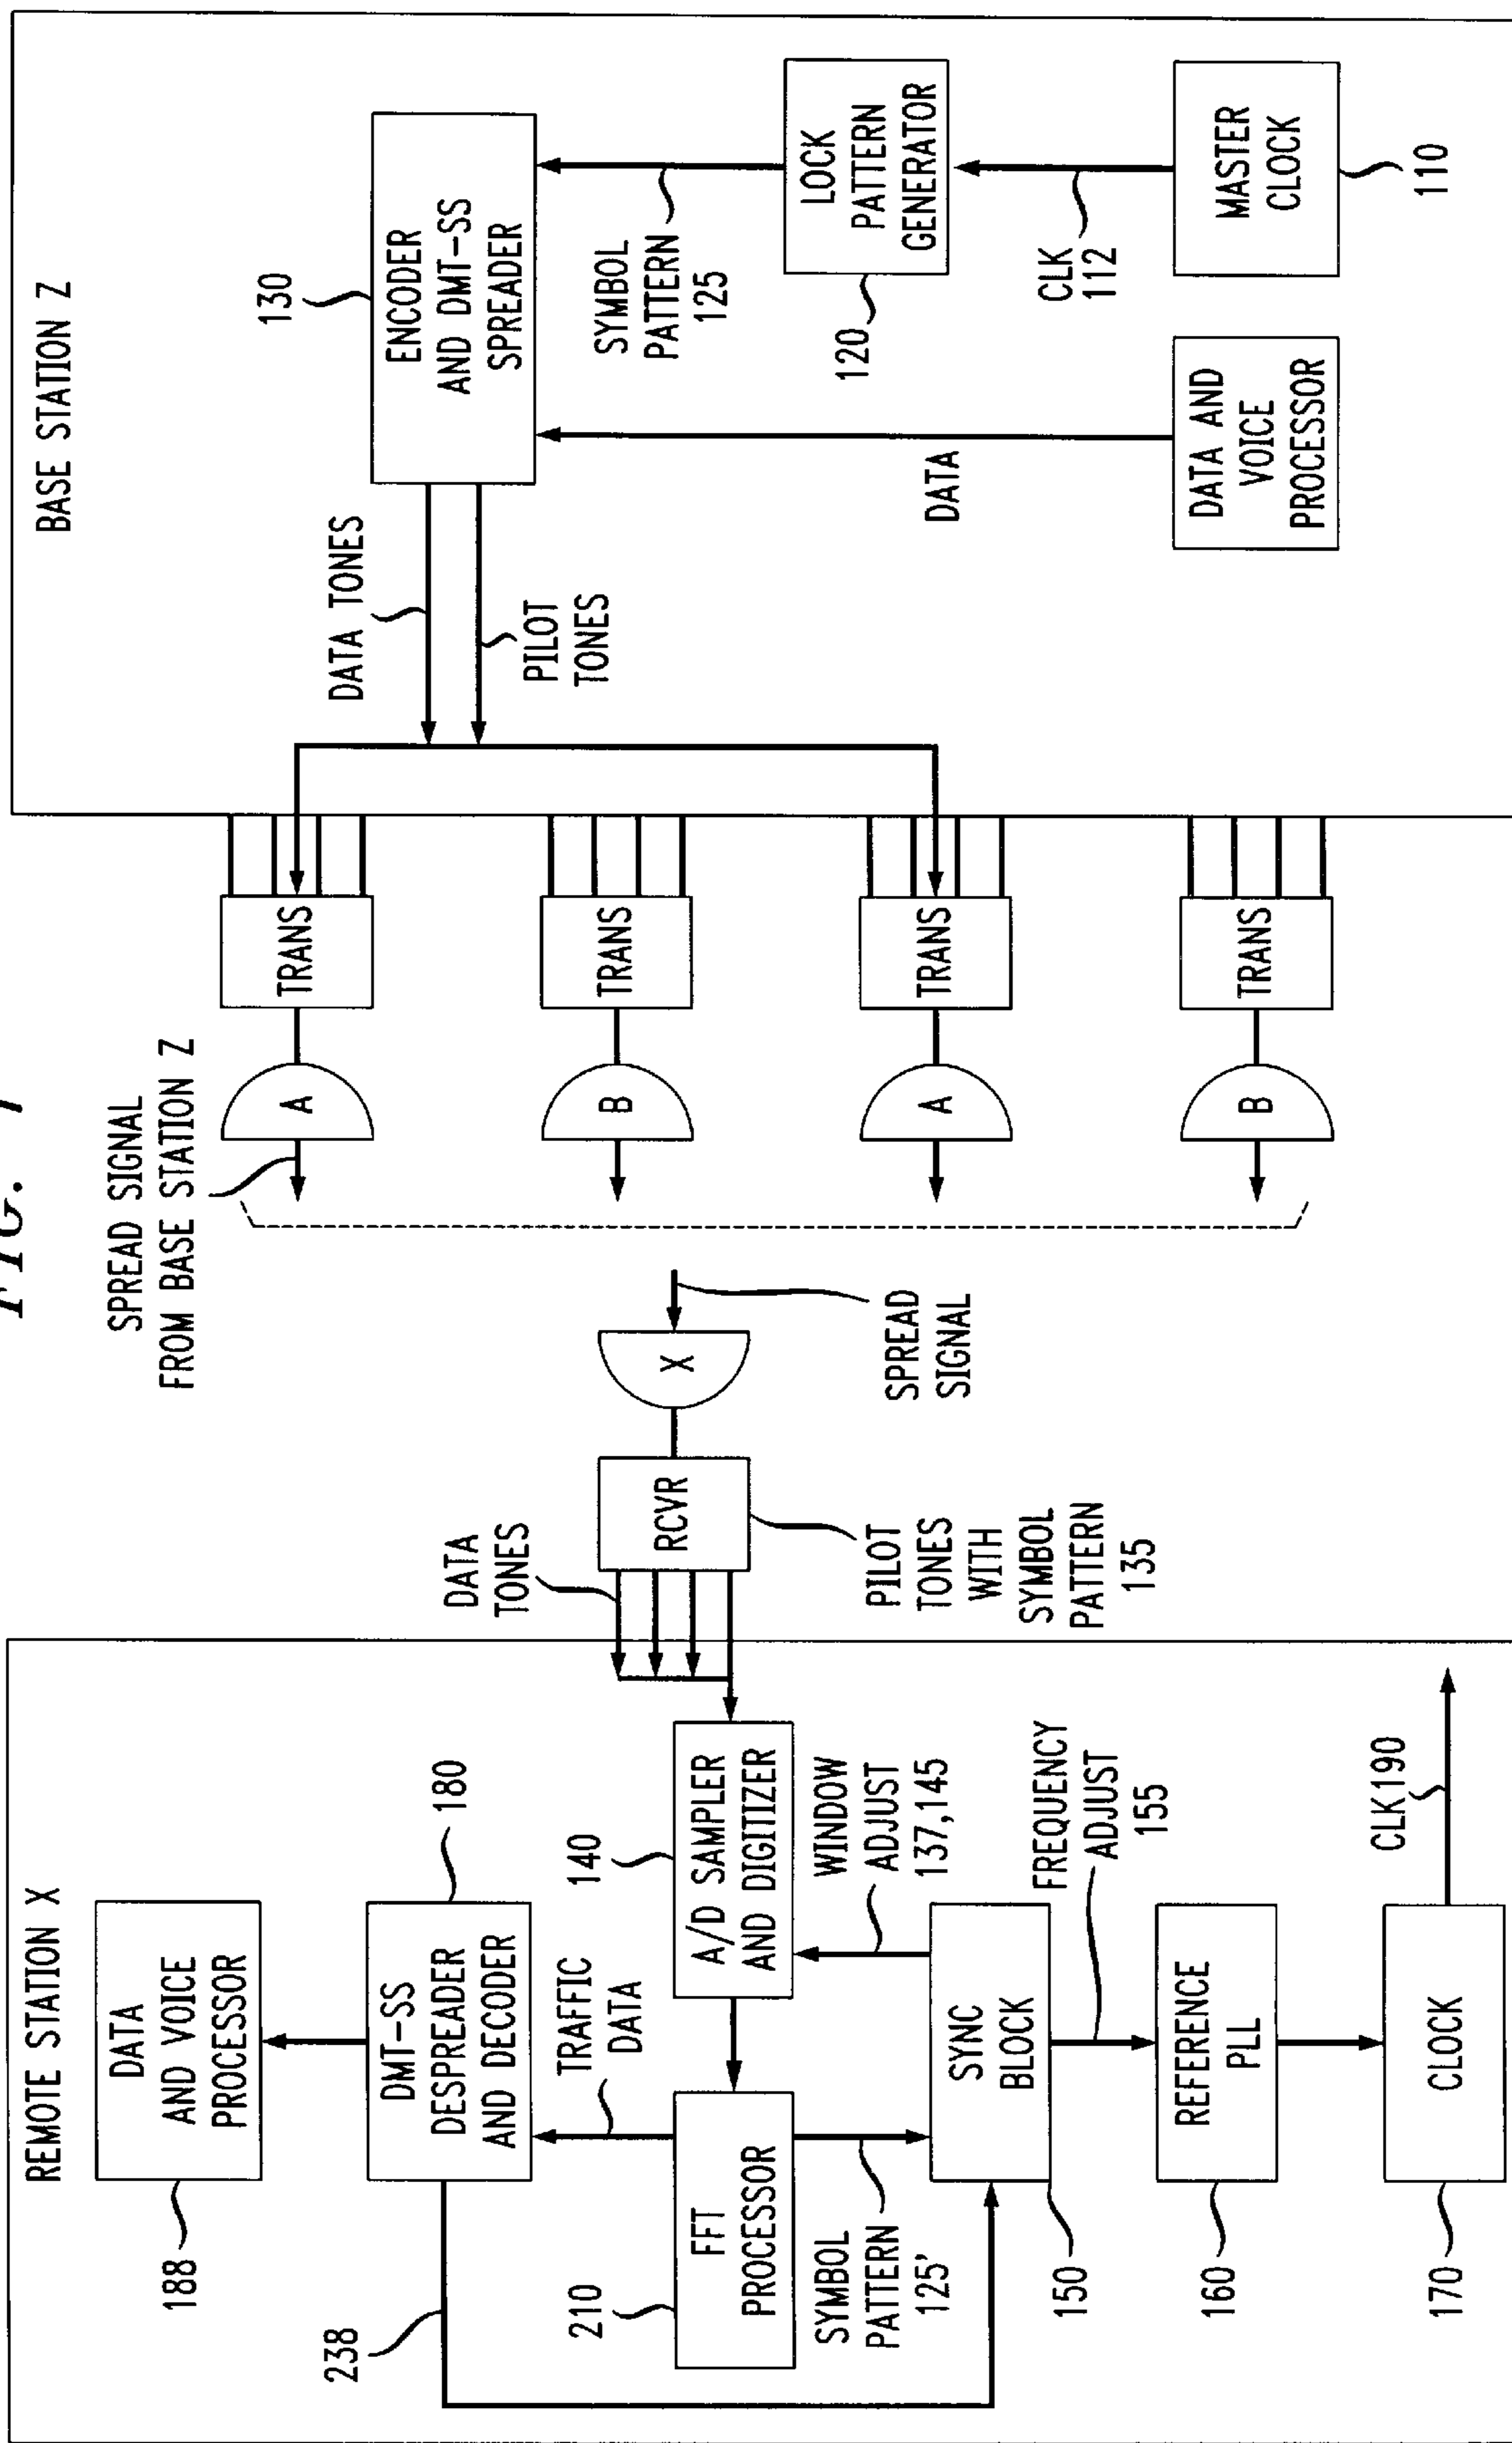 FIG. 1
REMOTE STATION X
188
DATA
AND VOICE
PROCESSOR
238
DMT-SS
DESPREADER
AND DECODER
180
TRAFFIC
DATA
210
FFT
PROCESSOR
140
A/D SAMPLER
AND DIGITIZER
SYMBOL
PATTERN
125'
WINDOW
ADJUST
137,145
150
SYNC
BLOCK
FREQUENCY
ADJUST
155
160
REFERENCE
PLL
170
CLOCK
CLK190
DATA
TONES
RCVR
X
PILOT
TONES
WITH
SYMBOL
PATTERN
135
SPREAD
SIGNAL
SPREAD SIGNAL
FROM BASE STATION Z
A
TRANS
B
TRANS
A
TRANS
B
TRANS
BASE STATION Z
DATA TONES
PILOT
TONES
130
ENCODER
AND DMT-SS
SPREADER
SYMBOL
PATTERN
125
DATA
120
LOCK
PATTERN
GENERATOR
CLK
112
DATA AND
VOICE
PROCESSOR
MASTER
CLOCK
110